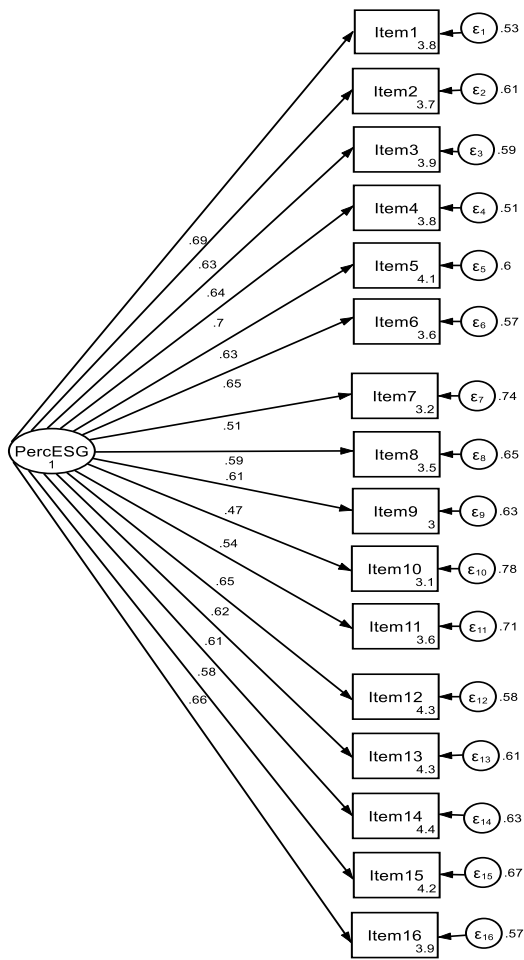 Item1 3.8 ε1 .53
Item2 3.7 ε2 .61
Item3 3.9 ε3 .59
Item4 3.8 ε4 .51
.69
.63
Item5 4.1 ε5 .6
.64
Item6 3.6 ε6 .57
.7
.63
.65
Item7 3.2 ε7 .74
.51
PercESG
1
Item8 3.5 ε8 .65
.59
.61
Item9 3 ε9 .63
.47
.54
Item10 3.1 ε10 .78
.65
.62
Item11 3.6 ε11 .71
.61
.58
.66
Item12 4.3 ε12 .58
Item13 4.3 ε13 .61
Item14 4.4 ε14 .63
Item15 4.2 ε15 .67
Item16 3.9 ε16 .57